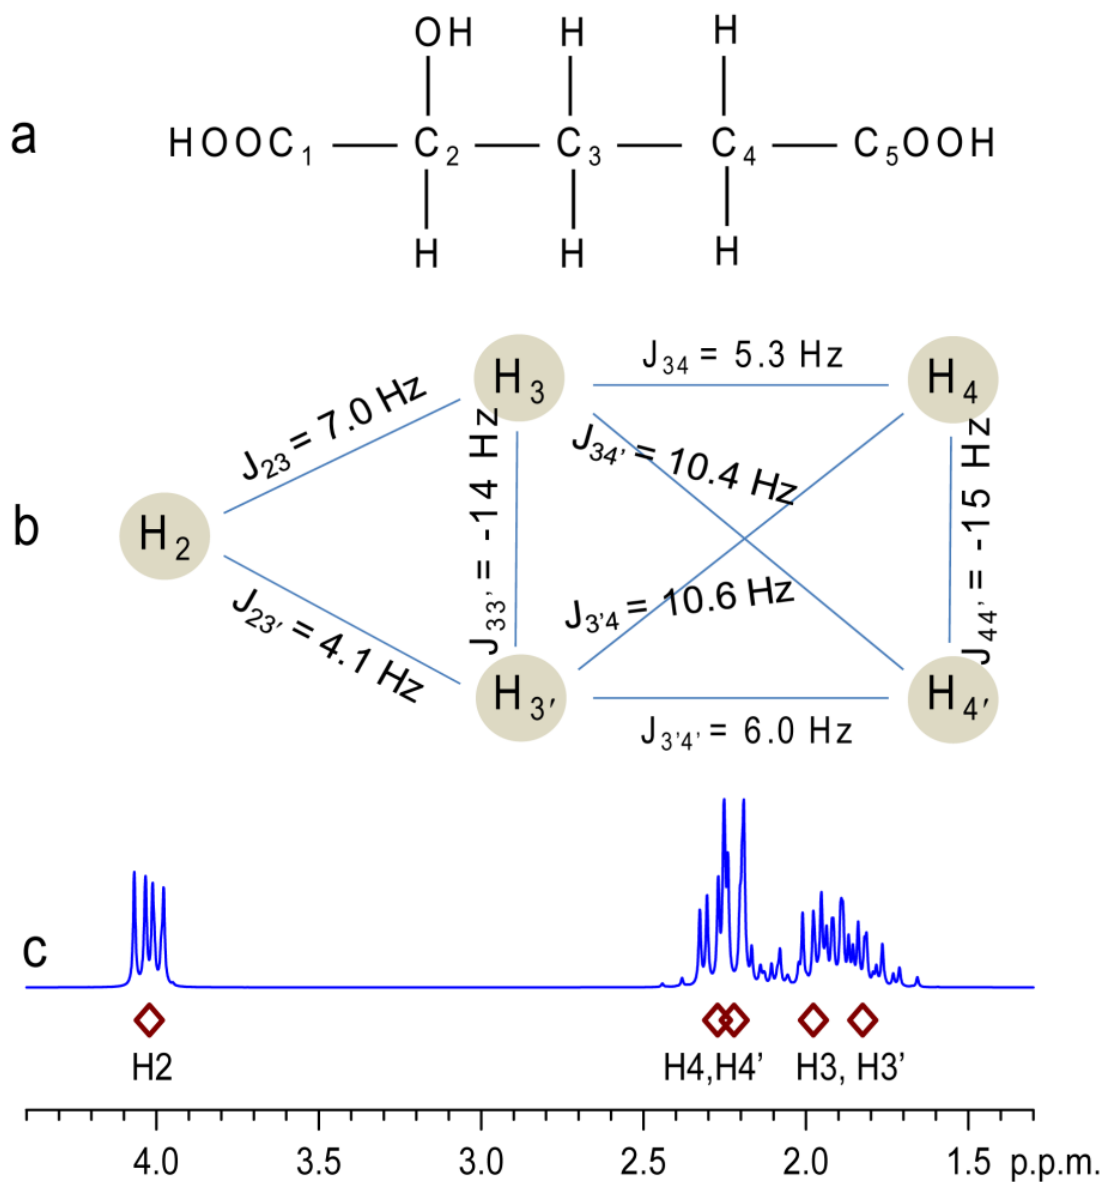 a
OH H H
HOOC₁ C₂ C₃ C₄ C₅OOH
H H H
b
H₂
H₃
H₄
H₃′
H₄′
J₂₃ = 7.0 Hz
J₂₃' = 4.1 Hz
J₃₃' = -14 Hz
J₃₄ = 5.3 Hz
J₃₄' = 10.4 Hz
J₃'₄ = 10.6 Hz
J₃'₄' = 6.0 Hz
J₄₄' = -15 Hz
c
H2 H4,H4’ H3, H3’
4.0 3.5 3.0 2.5 2.0 1.5 p.p.m.